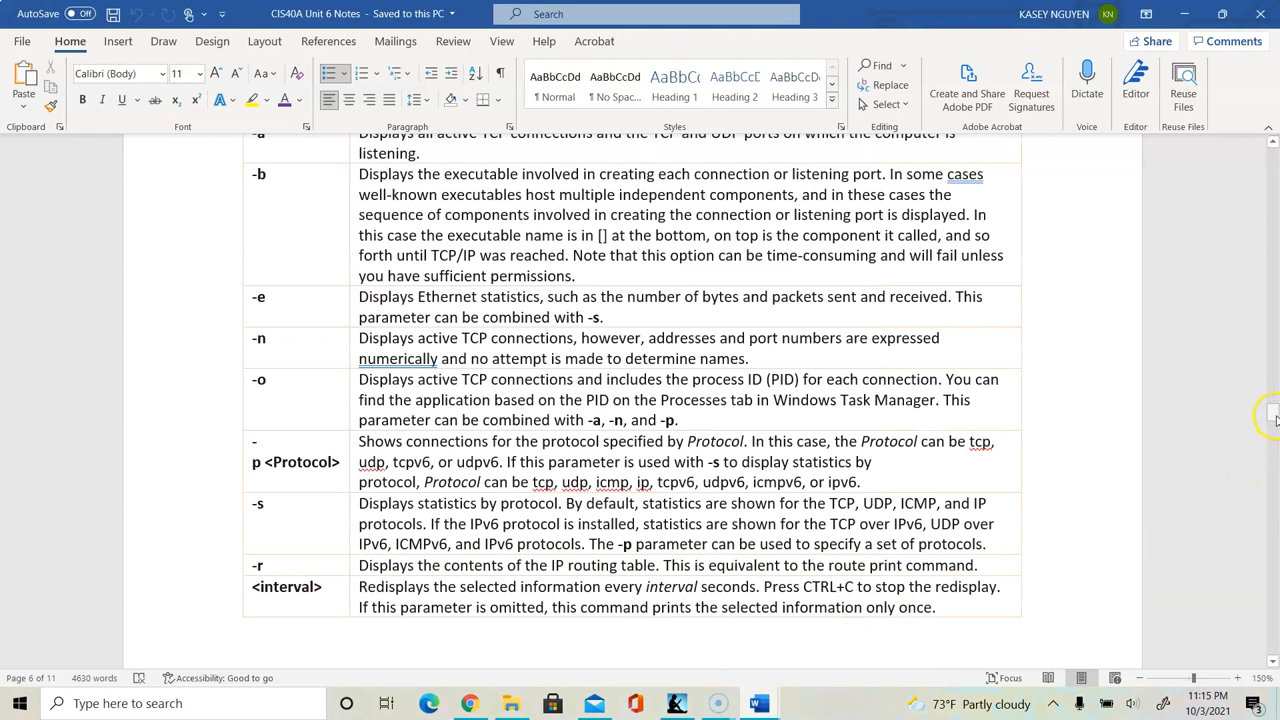 AutoSave Off CIS40A Unit 6 Notes - Saved to this PC Search KASEY NGUYEN KN
File Home Insert Draw Design Layout References Mailings Review View Help Acrobat Share Comments
Paste Calibri (Body) 11 AaBbCcDd AaBbCcDd AaBbCcD AaBbCcD AaBbCcD Find Create and Share Adobe PDF Request Signatures Dictate Editor Reuse Files
¶ Normal ¶ No Spac... Heading 1 Heading 2 Heading 3 Replace Select
Clipboard Font Paragraph Styles Editing Adobe Acrobat Voice Editor Reuse Files
-a Displays all active TCP connections and the TCP and UDP ports on which the computer is
listening.
-b Displays the executable involved in creating each connection or listening port. In some cases
well-known executables host multiple independent components, and in these cases the
sequence of components involved in creating the connection or listening port is displayed. In
this case the executable name is in [] at the bottom, on top is the component it called, and so
forth until TCP/IP was reached. Note that this option can be time-consuming and will fail unless
you have sufficient permissions.
-e Displays Ethernet statistics, such as the number of bytes and packets sent and received. This
parameter can be combined with -s.
-n Displays active TCP connections, however, addresses and port numbers are expressed
numerically and no attempt is made to determine names.
-o Displays active TCP connections and includes the process ID (PID) for each connection. You can
find the application based on the PID on the Processes tab in Windows Task Manager. This
parameter can be combined with -a, -n, and -p.
- Shows connections for the protocol specified by Protocol. In this case, the Protocol can be tcp,
p <Protocol> udp, tcpv6, or udpv6. If this parameter is used with -s to display statistics by
protocol, Protocol can be tcp, udp, icmp, ip, tcpv6, udpv6, icmpv6, or ipv6.
-s Displays statistics by protocol. By default, statistics are shown for the TCP, UDP, ICMP, and IP
protocols. If the IPv6 protocol is installed, statistics are shown for the TCP over IPv6, UDP over
IPv6, ICMPv6, and IPv6 protocols. The -p parameter can be used to specify a set of protocols.
-r Displays the contents of the IP routing table. This is equivalent to the route print command.
<interval> Redisplays the selected information every interval seconds. Press CTRL+C to stop the redisplay.
If this parameter is omitted, this command prints the selected information only once.
Page 6 of 11 4630 words Accessibility: Good to go Focus 150%
Type here to search 73°F Partly cloudy 11:15 PM
10/3/2021 3